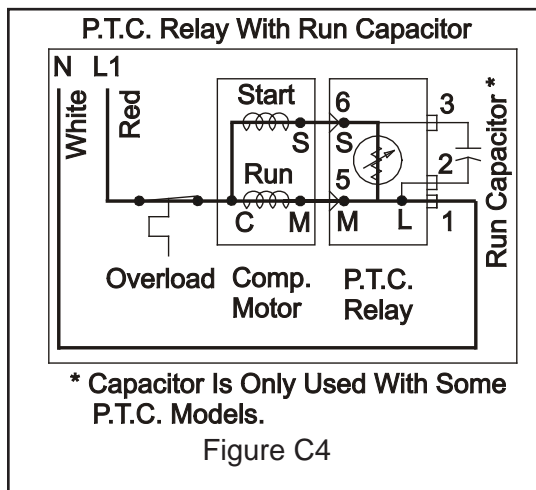 P.T.C. Relay With Run Capacitor
N L1
White
Red
Start
S
Run
C M
Overload
Comp.
Motor
6
S
5
M
L
P.T.C.
Relay
3
2
1
Run Capacitor *
* Capacitor Is Only Used With Some
P.T.C. Models.
Figure C4